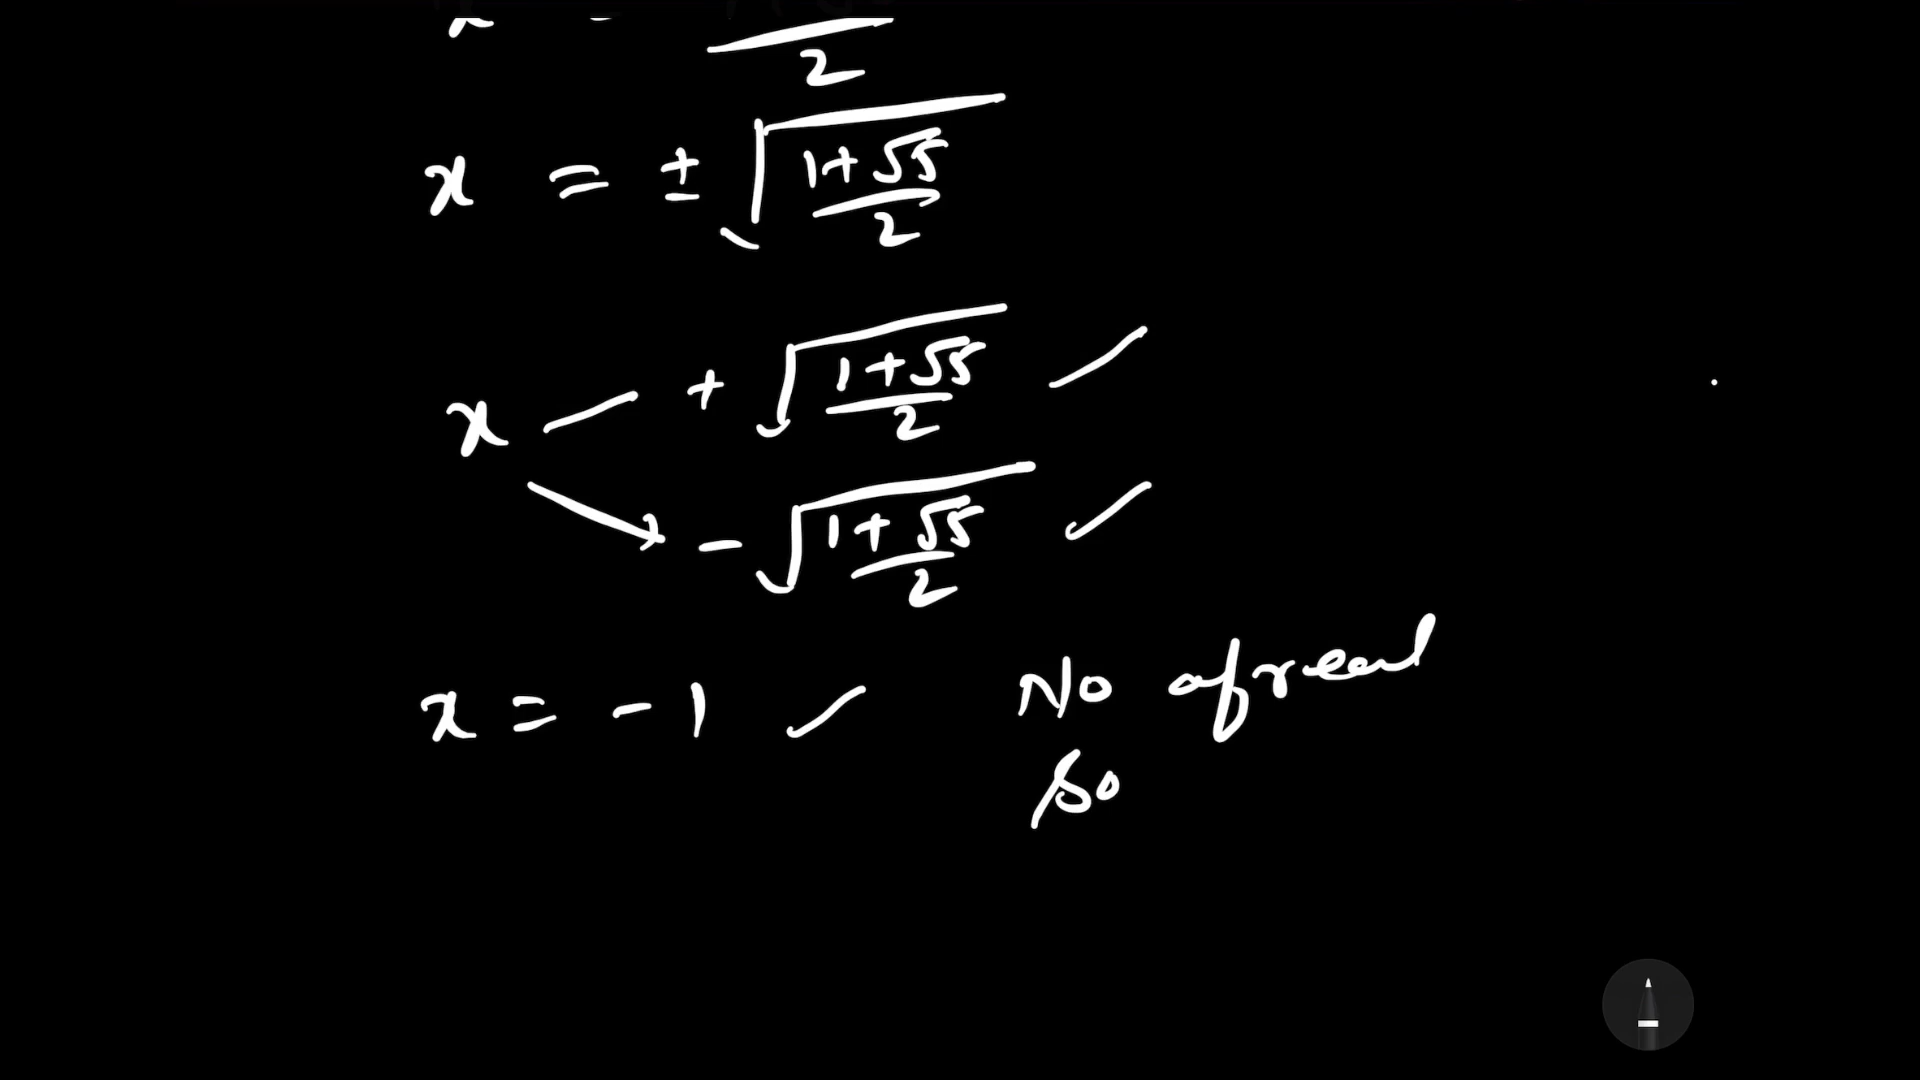 2
x = ± √((1+√5)/2)
x + √((1+√5)/2)
- √((1+√5)/2)
x = -1 No of real
so